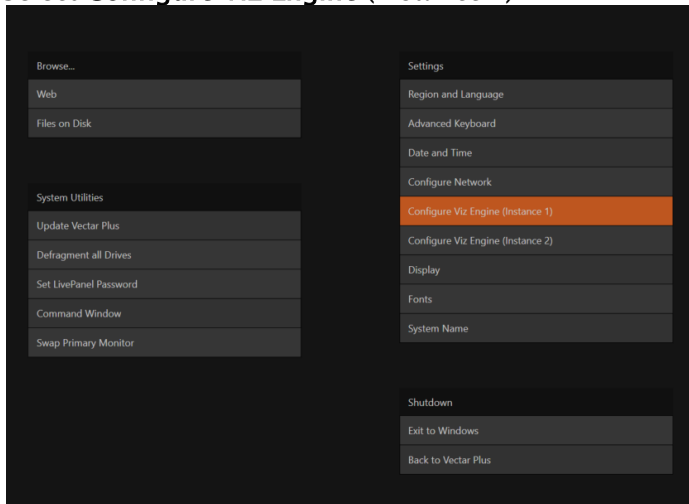 Browse...
Web
Files on Disk
System Utilities
Update Vectar Plus
Defragment all Drives
Set LivePanel Password
Command Window
Swap Primary Monitor
Settings
Region and Language
Advanced Keyboard
Date and Time
Configure Network
Configure Viz Engine (Instance 1)
Configure Viz Engine (Instance 2)
Display
Fonts
System Name
Shutdown
Exit to Windows
Back to Vectar Plus